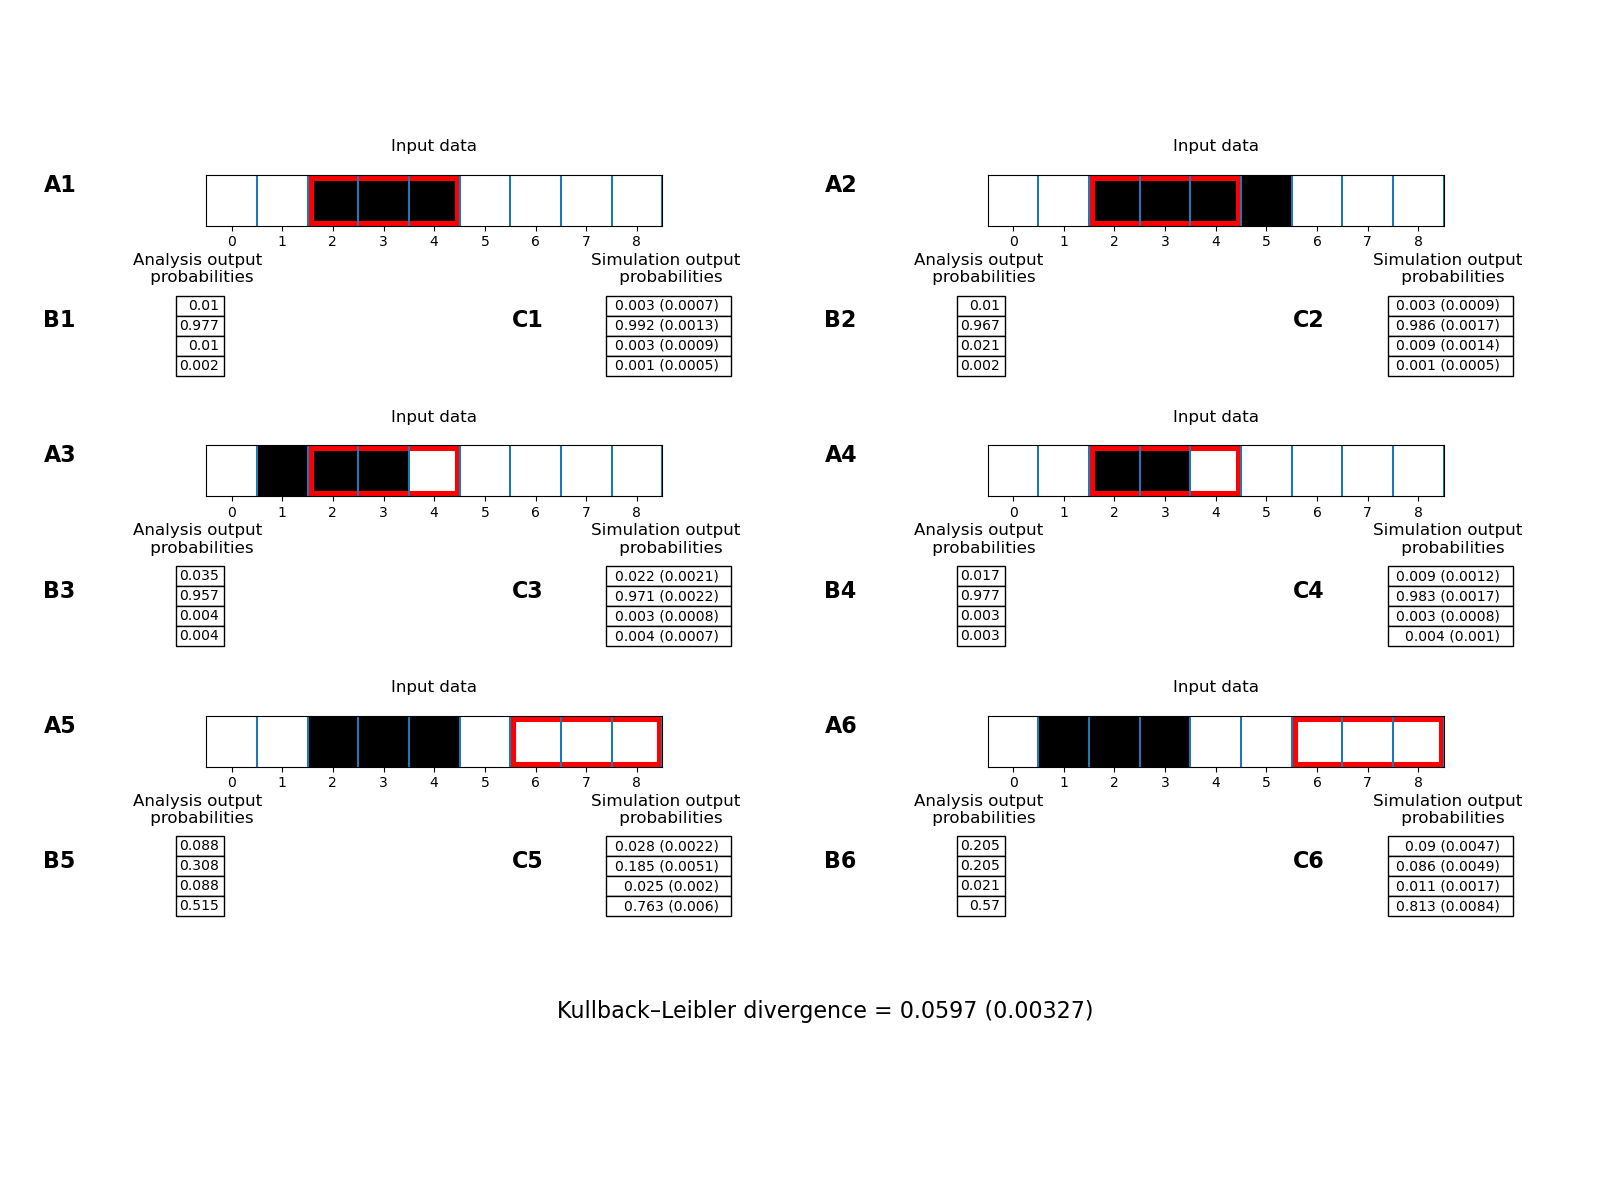 Input data
Input data
A1
A2
0 1 2 3 4 5 6 7 8
0 1 2 3 4 5 6 7 8
Analysis output
probabilities
Simulation output
probabilities
Analysis output
probabilities
Simulation output
probabilities
B1
0.01
0.977
0.01
0.002
C1
0.003 (0.0007)
0.992 (0.0013)
0.003 (0.0009)
0.001 (0.0005)
B2
0.01
0.967
0.021
0.002
C2
0.003 (0.0009)
0.986 (0.0017)
0.009 (0.0014)
0.001 (0.0005)
Input data
Input data
A3
A4
0 1 2 3 4 5 6 7 8
0 1 2 3 4 5 6 7 8
Analysis output
probabilities
Simulation output
probabilities
Analysis output
probabilities
Simulation output
probabilities
B3
0.035
0.957
0.004
0.004
C3
0.022 (0.0021)
0.971 (0.0022)
0.003 (0.0008)
0.004 (0.0007)
B4
0.017
0.977
0.003
0.003
C4
0.009 (0.0012)
0.983 (0.0017)
0.003 (0.0008)
0.004 (0.001)
Input data
Input data
A5
A6
0 1 2 3 4 5 6 7 8
0 1 2 3 4 5 6 7 8
Analysis output
probabilities
Simulation output
probabilities
Analysis output
probabilities
Simulation output
probabilities
B5
0.088
0.308
0.088
0.515
C5
0.028 (0.0022)
0.185 (0.0051)
0.025 (0.002)
0.763 (0.006)
B6
0.205
0.205
0.021
0.57
C6
0.09 (0.0047)
0.086 (0.0049)
0.011 (0.0017)
0.813 (0.0084)
Kullback–Leibler divergence = 0.0597 (0.00327)